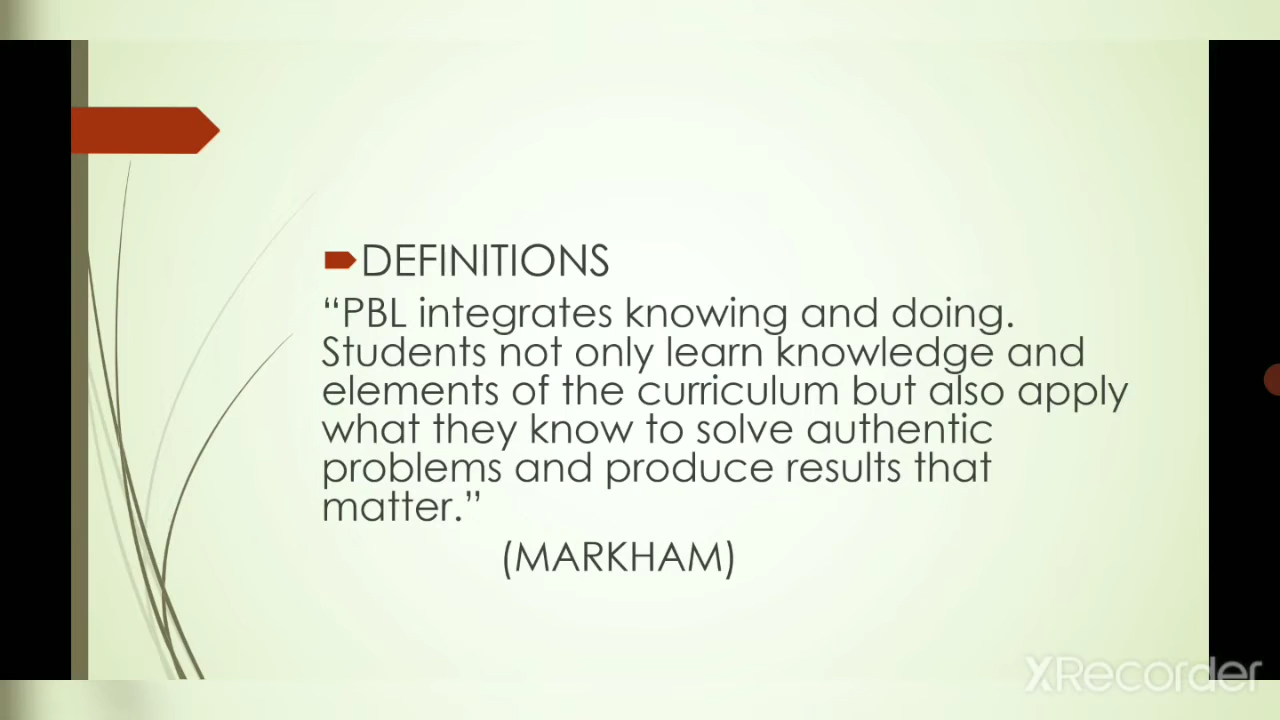 DEFINITIONS
“PBL integrates knowing and doing.
Students not only learn knowledge and
elements of the curriculum but also apply
what they know to solve authentic
problems and produce results that
matter.”
(MARKHAM)
XRecorder